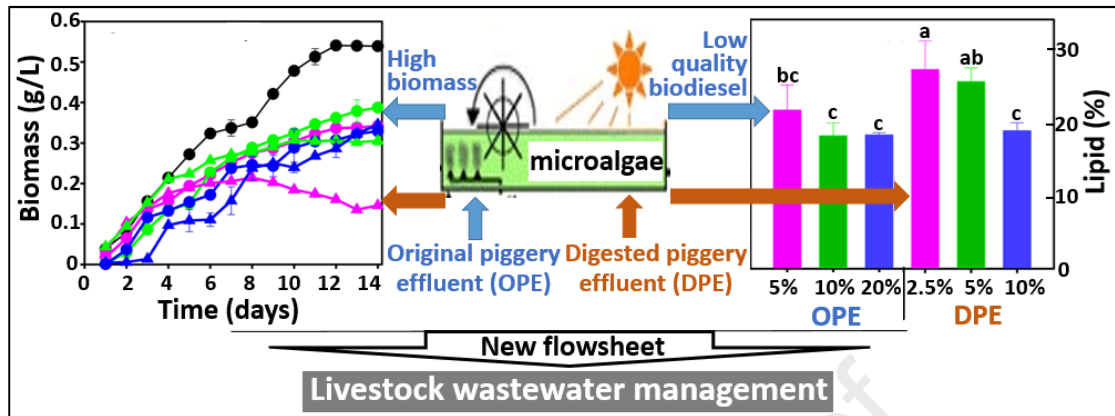 0.6
0.5
0.4
0.3
0.2
0.1
0
Biomass (g/L)
0 2 4 6 8 10 12 14
Time (days)
High
biomass
Low
quality
biodiesel
microalgae
Original piggery
effluent (OPE)
Digested piggery
effluent (DPE)
bc
c
c
a
ab
c
30
20
10
0
Lipid (%)
5% 10% 20% 2.5% 5% 10%
OPE DPE
New flowsheet
Livestock wastewater management